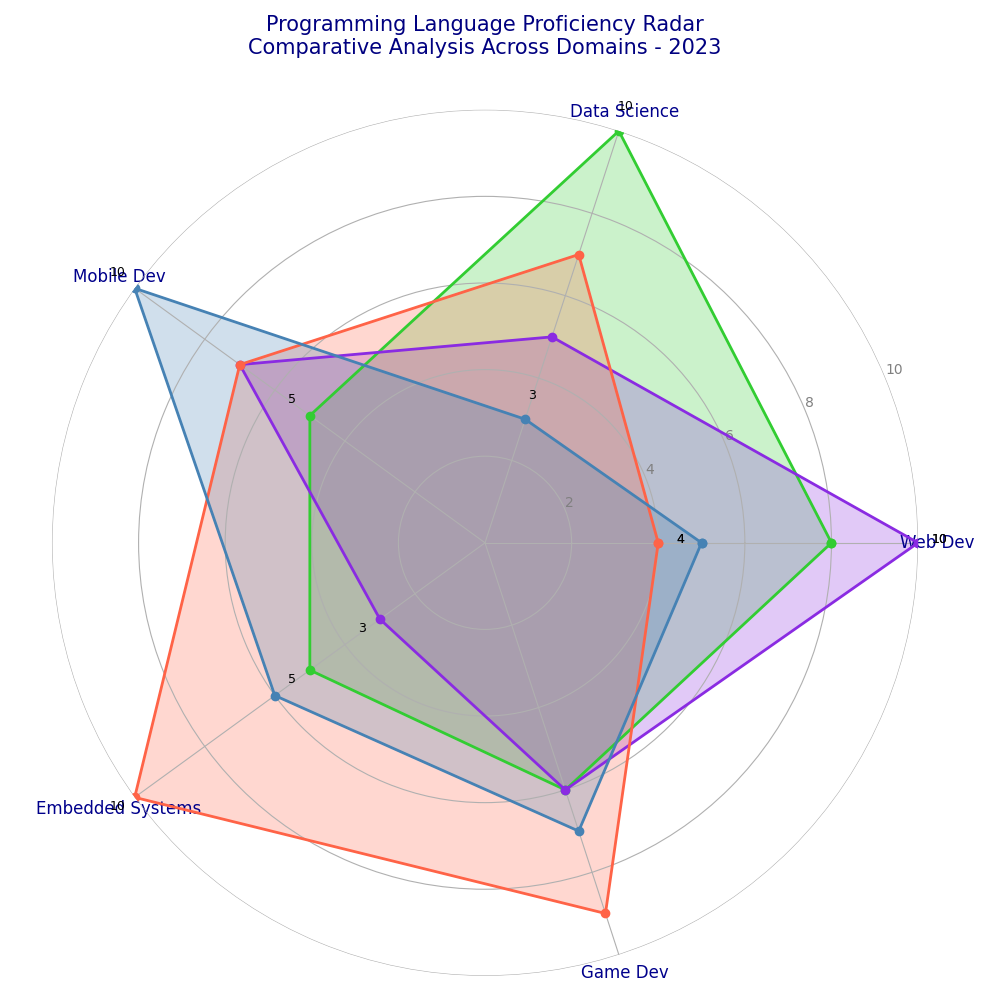 Programming Language Proficiency Radar
Comparative Analysis Across Domains - 2023
10
Data Science
Mobile Dev
10
10
8
6
4
2
5
3
4
10
Web Dev
3
5
10
Embedded Systems
Game Dev